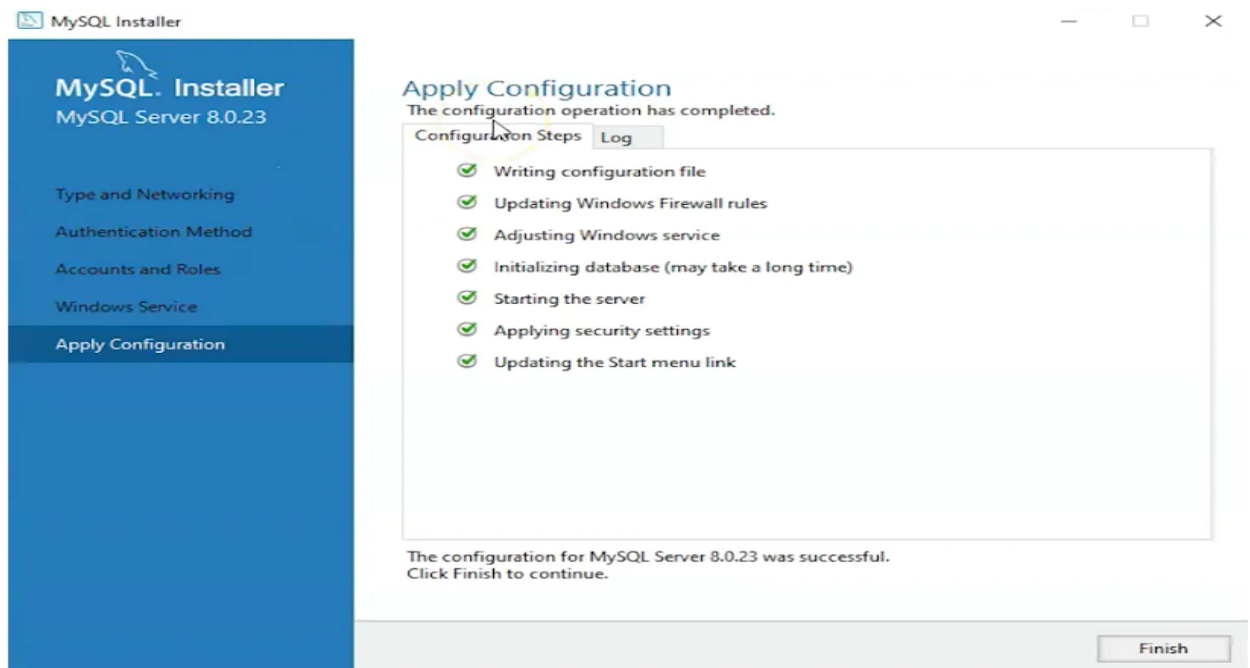 MySQL Installer
MySQL. Installer
MySQL Server 8.0.23
Type and Networking
Authentication Method
Accounts and Roles
Windows Service
Apply Configuration
Apply Configuration
The configuration operation has completed.
Configuration Steps Log
Writing configuration file
Updating Windows Firewall rules
Adjusting Windows service
Initializing database (may take a long time)
Starting the server
Applying security settings
Updating the Start menu link
The configuration for MySQL Server 8.0.23 was successful.
Click Finish to continue.
Finish